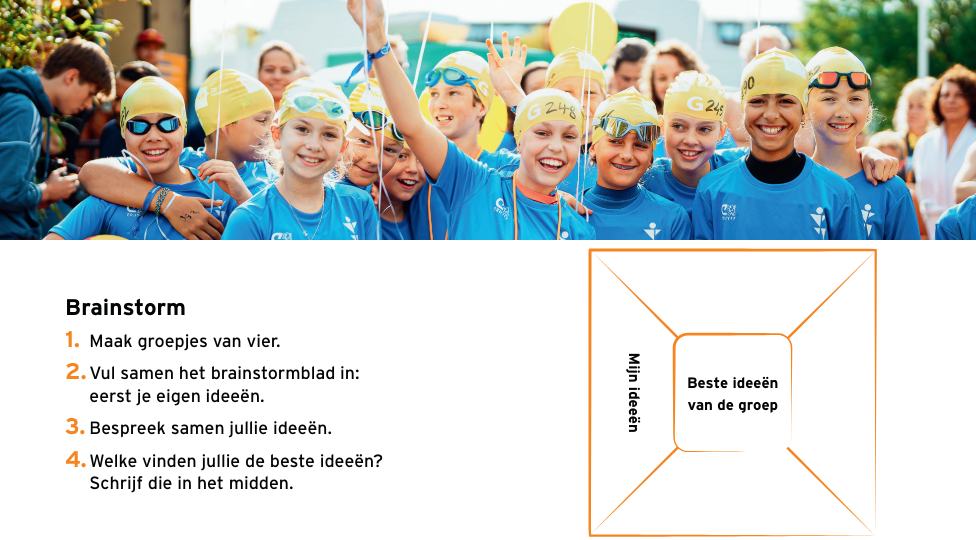 G 248
G 245
Brainstorm
1. Maak groepjes van vier.
2. Vul samen het brainstormblad in:
eerst je eigen ideeën.
3. Bespreek samen jullie ideeën.
4. Welke vinden jullie de beste ideeën?
Schrijf die in het midden.
Mijn ideeën
Beste ideeën
van de groep